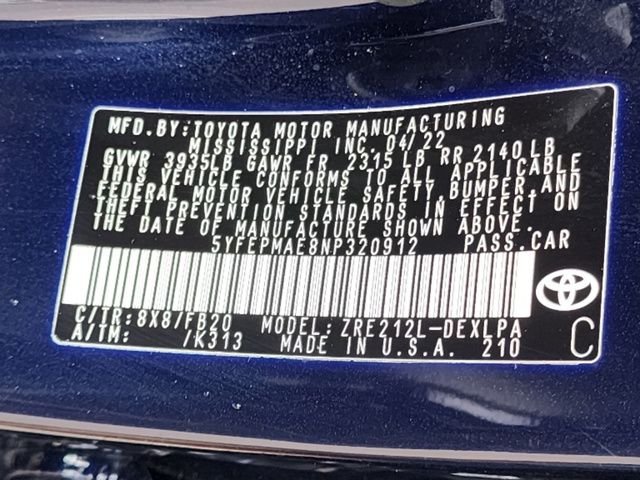 MFD.BY:TOYOTA MOTOR MANUFACTURING
MISSISSIPPI INC. 04/22
GVWR 3935LB GAWR FR 2315 LB RR 2140 LB
THIS VEHICLE CONFORMS TO ALL APPLICABLE
FEDERAL MOTOR VEHICLE SAFETY, BUMPER AND
THEFT PREVENTION STANDARDS IN EFFECT ON
THE DATE OF MANUFACTURE SHOWN ABOVE.
5YFEPMAE8NP320912 PASS.CAR
C/TR:8X8/FB20 MODEL:ZRE212L-DEXLPA
A/TM: /K313 MADE IN U.S.A. 210 C